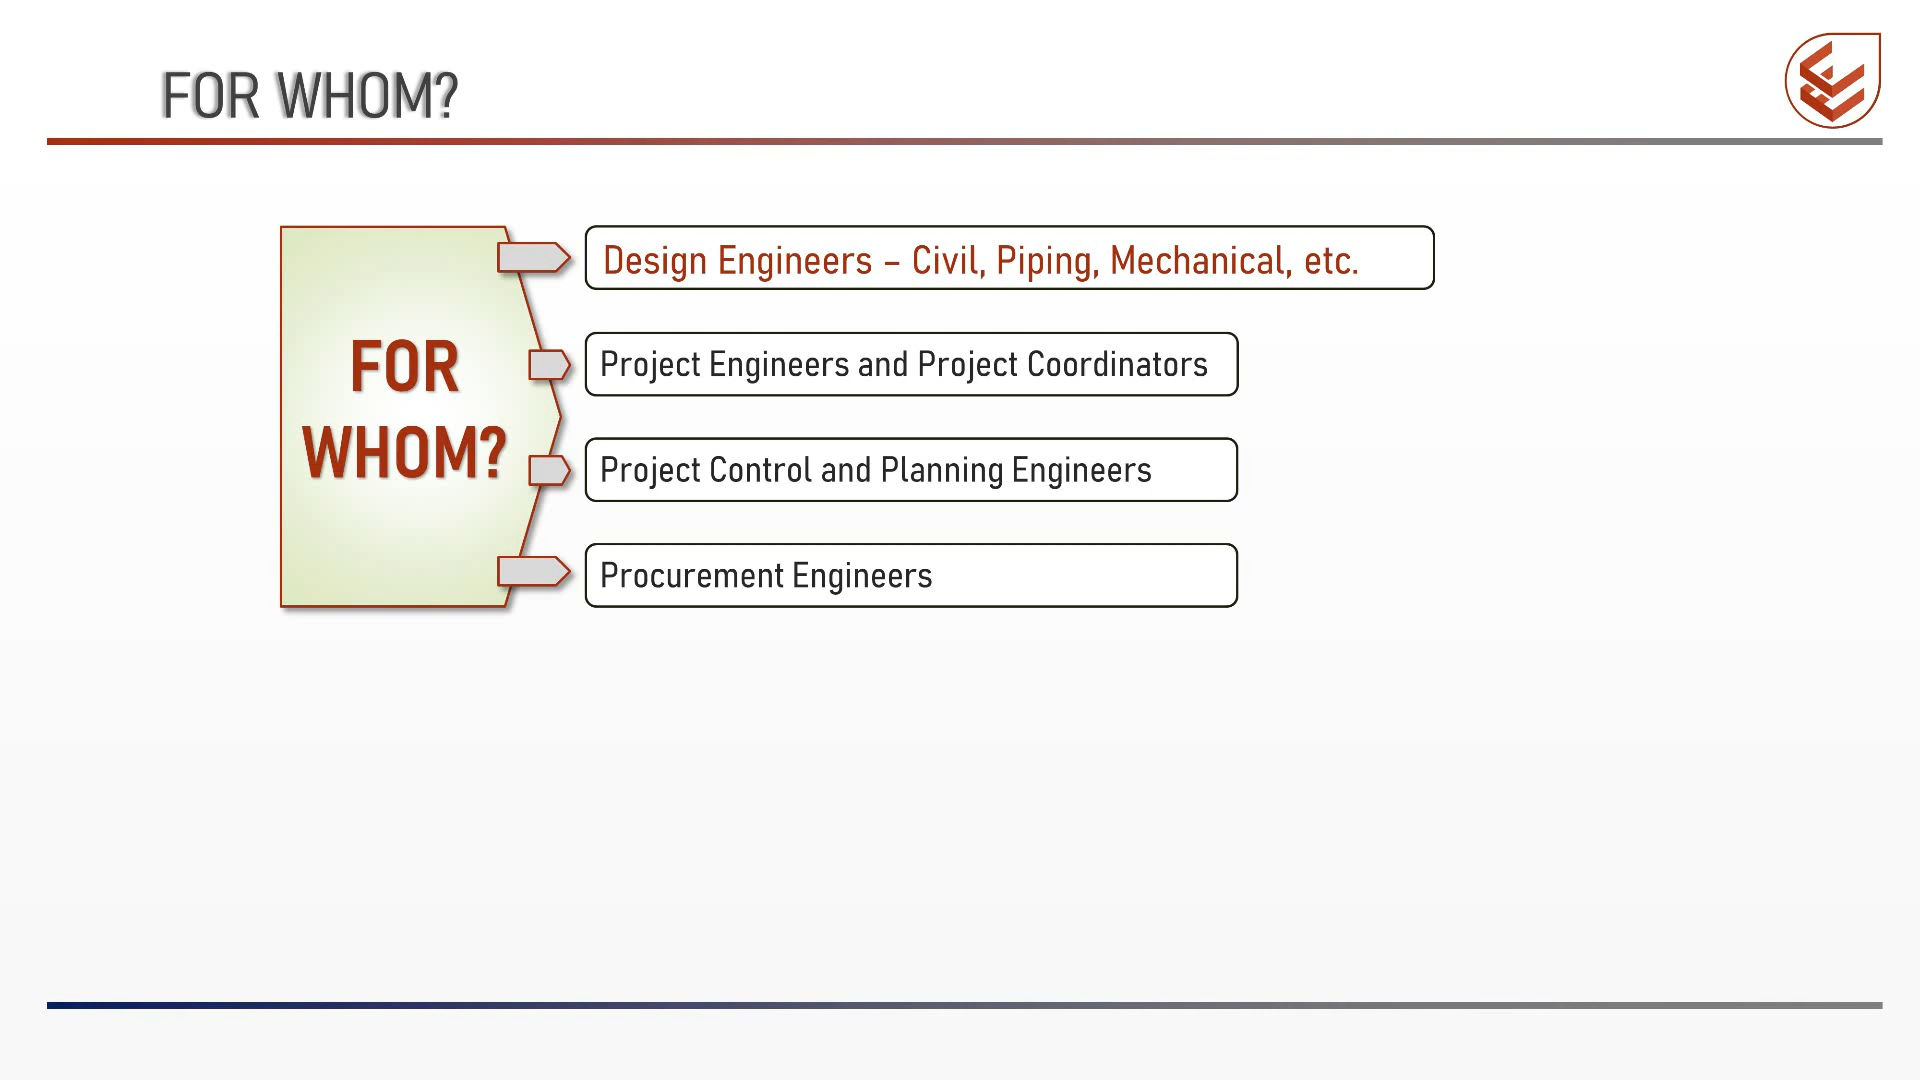 FOR WHOM?
FOR
WHOM?
Design Engineers – Civil, Piping, Mechanical, etc.
Project Engineers and Project Coordinators
Project Control and Planning Engineers
Procurement Engineers